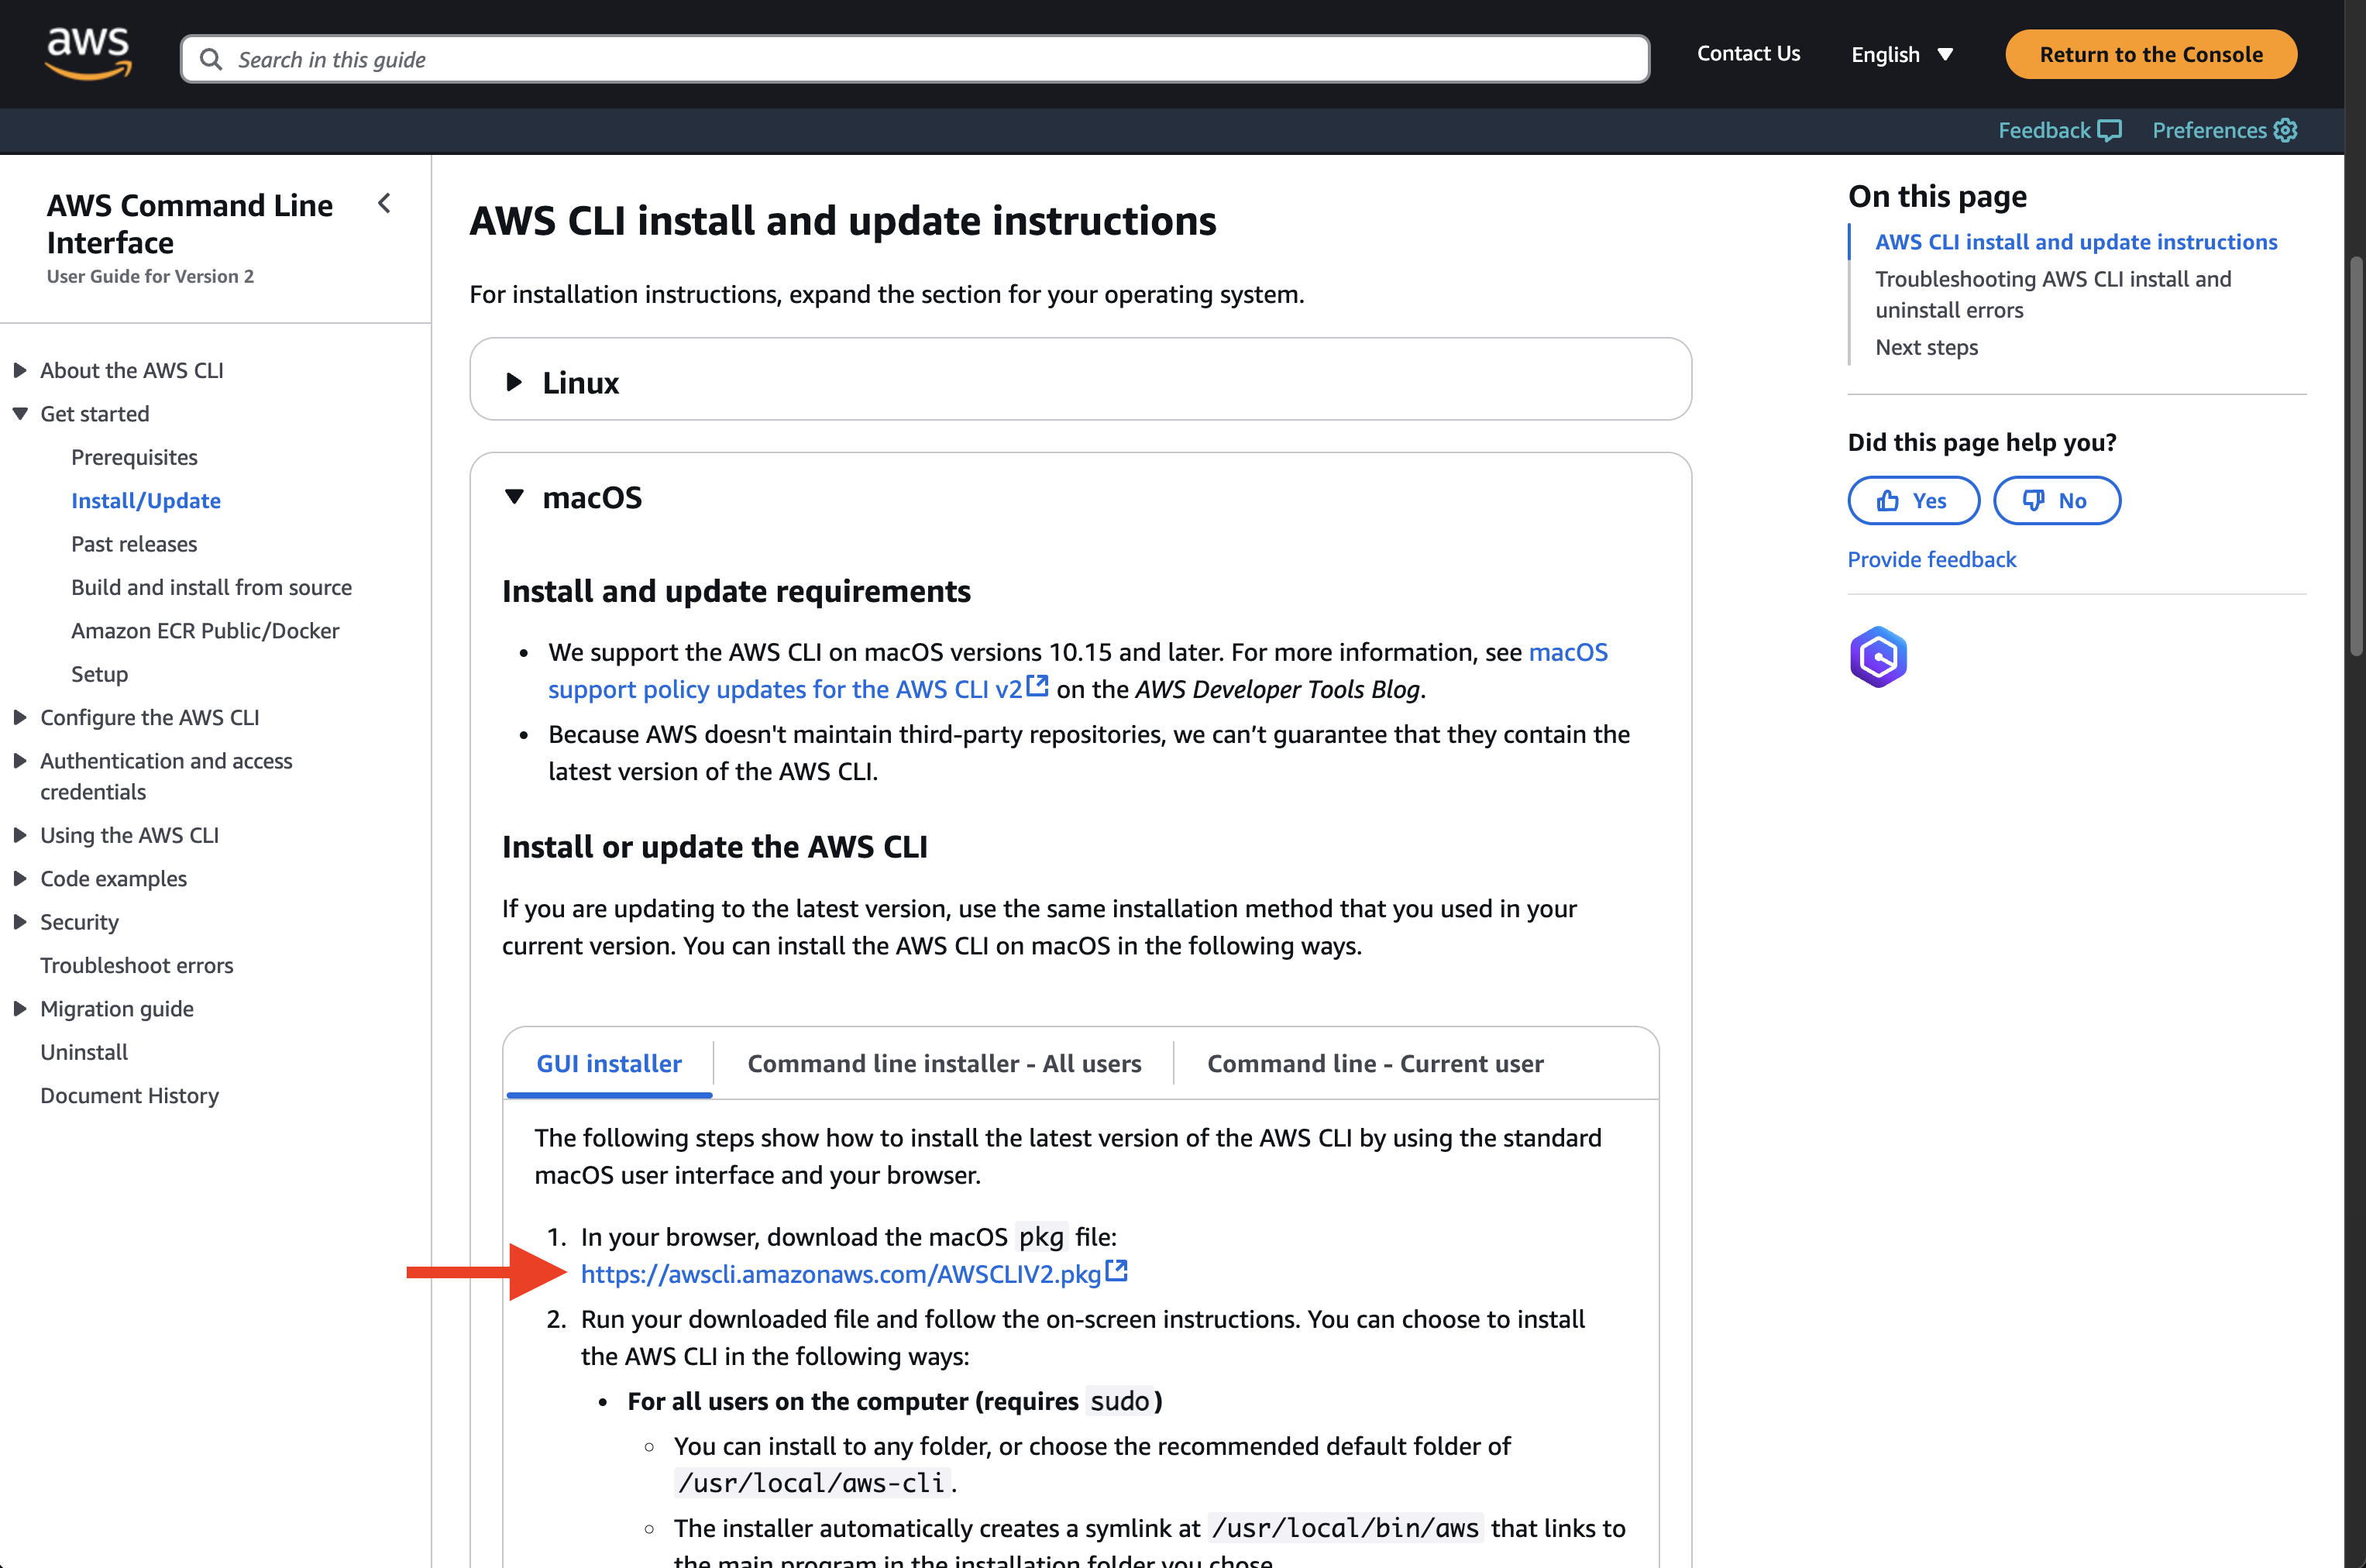 aws
Search in this guide
Contact Us
English
Return to the Console
Feedback
Preferences
AWS Command Line
Interface
User Guide for Version 2
About the AWS CLI
Get started
Prerequisites
Install/Update
Past releases
Build and install from source
Amazon ECR Public/Docker
Setup
Configure the AWS CLI
Authentication and access
credentials
Using the AWS CLI
Code examples
Security
Troubleshoot errors
Migration guide
Uninstall
Document History
AWS CLI install and update instructions
For installation instructions, expand the section for your operating system.
Linux
macOS
Install and update requirements
• We support the AWS CLI on macOS versions 10.15 and later. For more information, see macOS
support policy updates for the AWS CLI v2 on the AWS Developer Tools Blog.
• Because AWS doesn't maintain third-party repositories, we can’t guarantee that they contain the
latest version of the AWS CLI.
Install or update the AWS CLI
If you are updating to the latest version, use the same installation method that you used in your
current version. You can install the AWS CLI on macOS in the following ways.
GUI installer
Command line installer - All users
Command line - Current user
The following steps show how to install the latest version of the AWS CLI by using the standard
macOS user interface and your browser.
1. In your browser, download the macOS pkg file:
https://awscli.amazonaws.com/AWSCLIV2.pkg
2. Run your downloaded file and follow the on-screen instructions. You can choose to install
the AWS CLI in the following ways:
• For all users on the computer (requires sudo)
◦ You can install to any folder, or choose the recommended default folder of
/usr/local/aws-cli.
◦ The installer automatically creates a symlink at /usr/local/bin/aws that links to
the main program in the installation folder you chose.
On this page
AWS CLI install and update instructions
Troubleshooting AWS CLI install and
uninstall errors
Next steps
Did this page help you?
Yes
No
Provide feedback